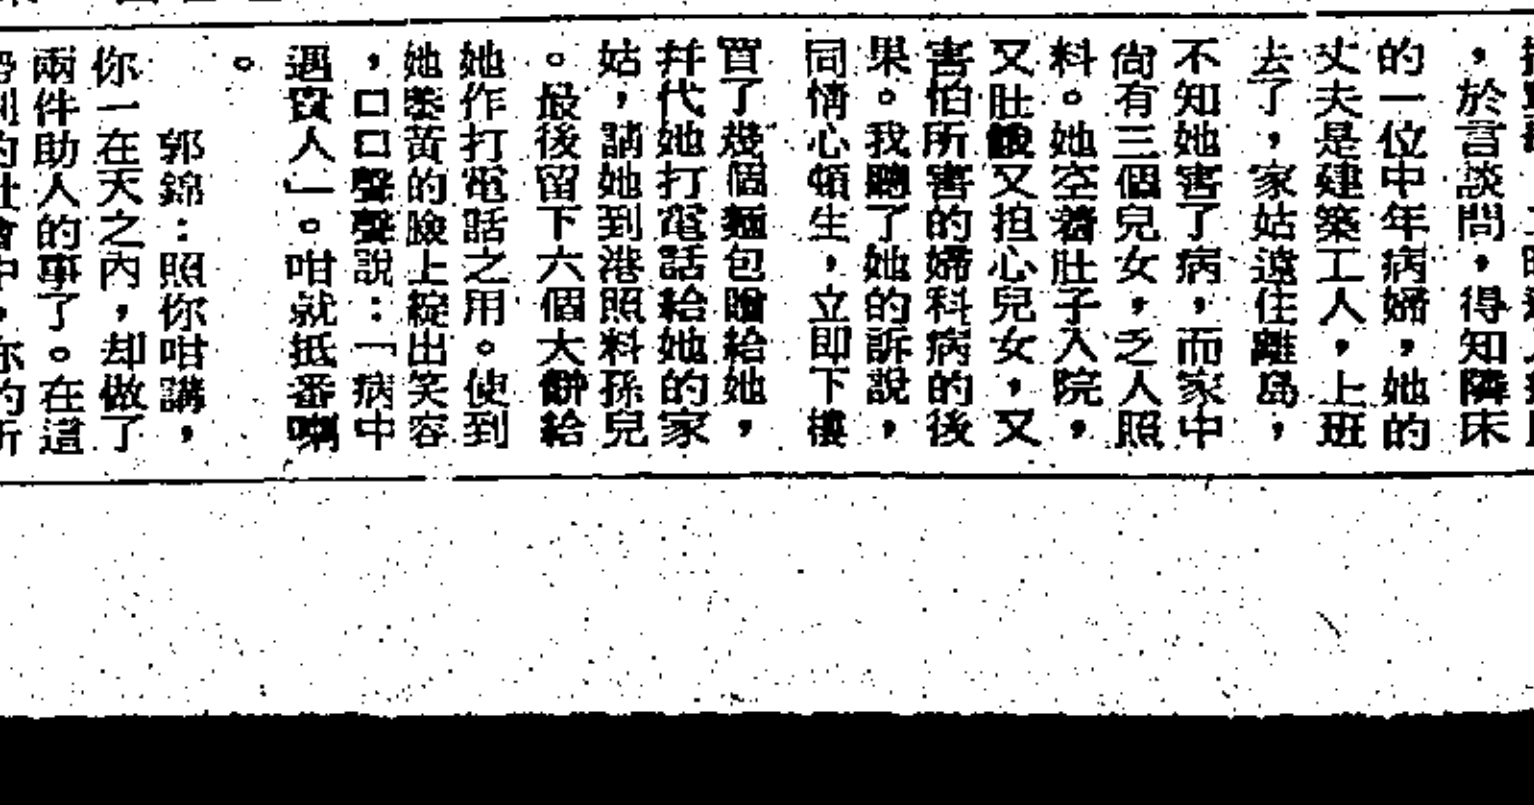 ，於言談問，得知隣床
的一位中年病婦，她的
丈夫是建築工人，上班
去了，家姑遠住離島，
不知她害了病，而家中
尙有三個兒女，乏人照
料。她空着肚子入院，
又肚餓又担心兒女，又
害怕所害的婦科病的後
果。我聽了她的訴說，
同情心頓生，立即下樓
買了幾個麵包贈給她，
幷代她打電話給她的家
姑，請她到港照料孫兒
。最後留下六個大餅給
她作打電話之用。使到
她萎黃的臉上綻出笑容
，口口聲聲說：「病中
遇貴人」。咁就抵番喇
。
郭錦：照你咁講，
你一在天之內，却做了
兩件助人的事了。在這